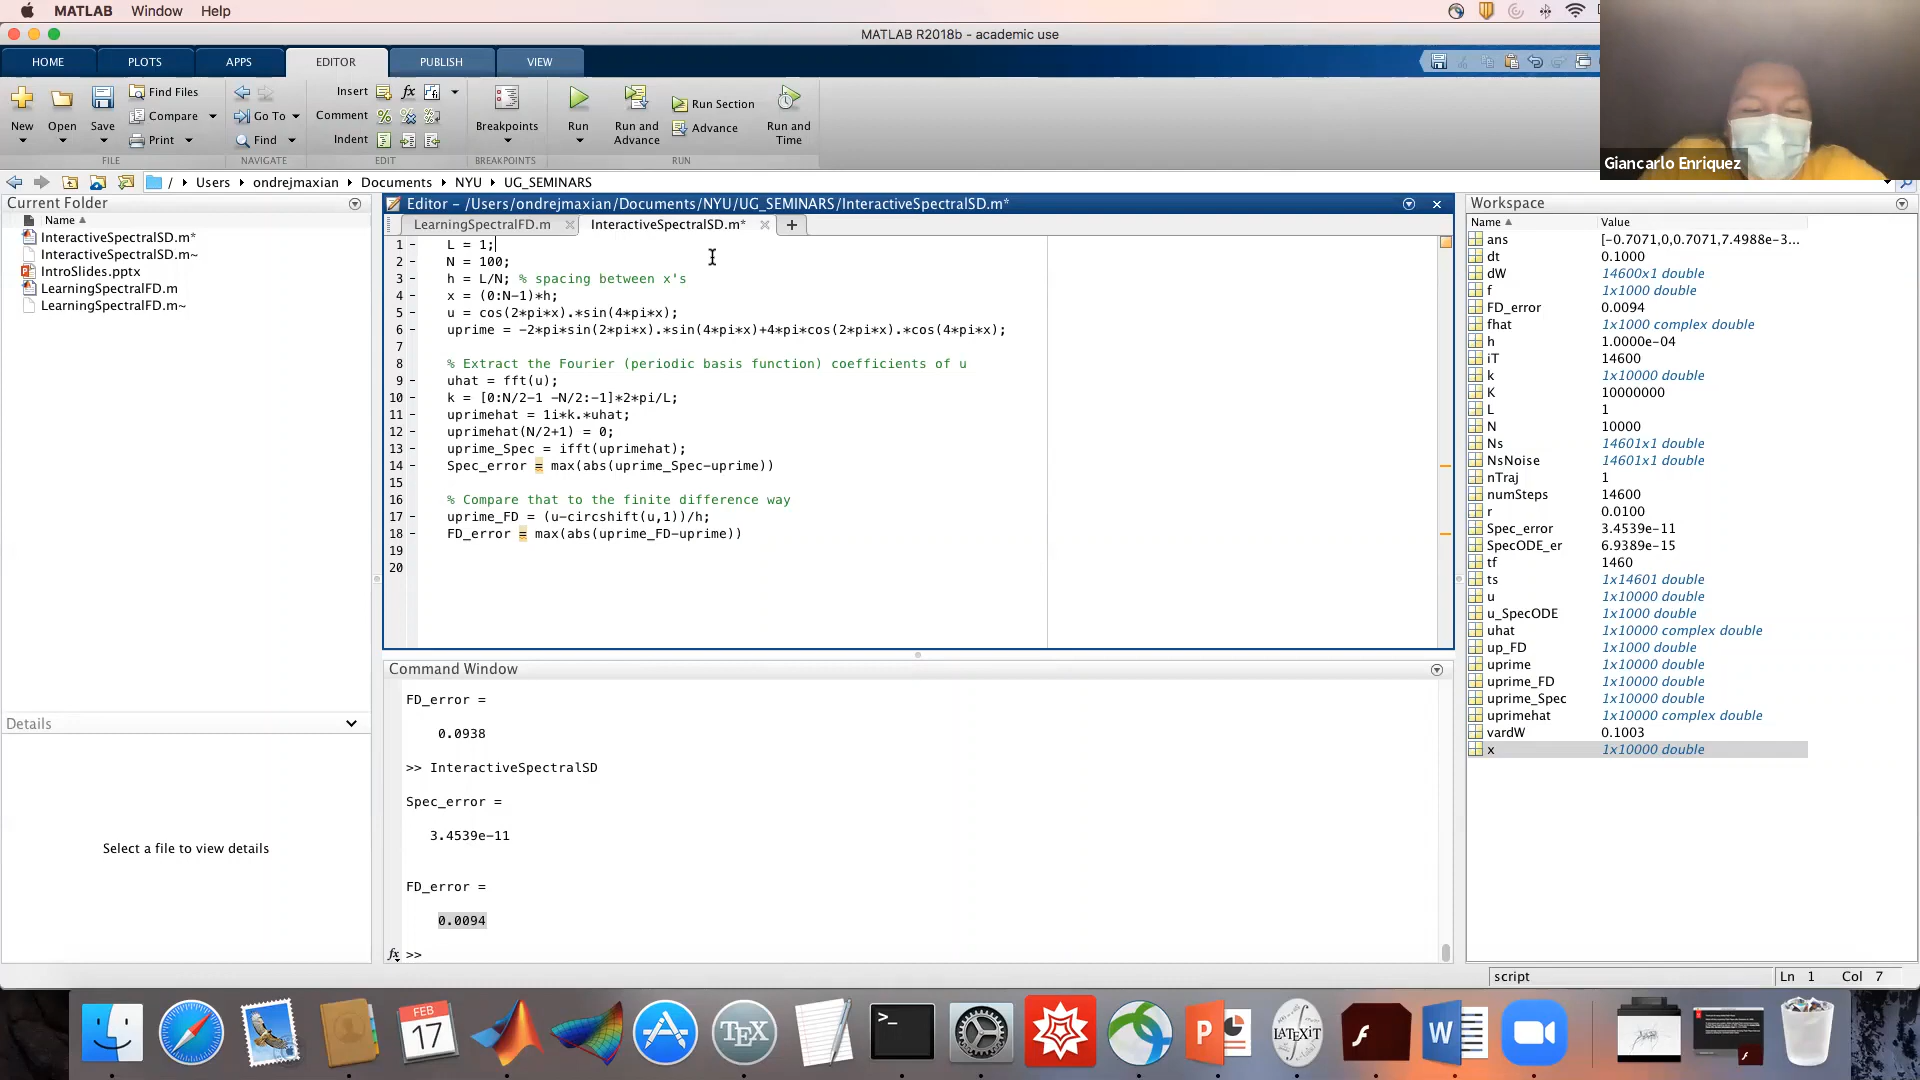 MATLAB Window Help
MATLAB R2018b - academic use
HOME PLOTS APPS EDITOR PUBLISH VIEW
New Open Save Find Files Compare Print
FILE
Go To Find
NAVIGATE
Insert Comment Indent
EDIT
Breakpoints
BREAKPOINTS
Run Run and Advance Run Section Advance Run and Time
RUN
Giancarlo Enriquez
/ Users ondrejmaxian Documents NYU UG_SEMINARS
Current Folder
Name
InteractiveSpectralSD.m*
InteractiveSpectralSD.m~
IntroSlides.pptx
LearningSpectralFD.m
LearningSpectralFD.m~
Details
Select a file to view details
Editor - /Users/ondrejmaxian/Documents/NYU/UG_SEMINARS/InteractiveSpectralSD.m*
LearningSpectralFD.m InteractiveSpectralSD.m*
1 - L = 1;
2 - N = 100;
3 - h = L/N; % spacing between x's
4 - x = (0:N-1)*h;
5 - u = cos(2*pi*x).*sin(4*pi*x);
6 - uprime = -2*pi*sin(2*pi*x).*sin(4*pi*x)+4*pi*cos(2*pi*x).*cos(4*pi*x);
7
8 % Extract the Fourier (periodic basis function) coefficients of u
9 - uhat = fft(u);
10 - k = [0:N/2-1 -N/2:-1]*2*pi/L;
11 - uprimehat = 1i*k.*uhat;
12 - uprimehat(N/2+1) = 0;
13 - uprime_Spec = ifft(uprimehat);
14 - Spec_error = max(abs(uprime_Spec-uprime))
15
16 % Compare that to the finite difference way
17 - uprime_FD = (u-circshift(u,1))/h;
18 - FD_error = max(abs(uprime_FD-uprime))
19
20
Command Window
FD_error =
0.0938
>> InteractiveSpectralSD
Spec_error =
3.4539e-11
FD_error =
0.0094
fx >>
Workspace
Name Value
ans [-0.7071,0,0.7071,7.4988e-3...
dt 0.1000
dW 14600x1 double
f 1x1000 double
FD_error 0.0094
fhat 1x1000 complex double
h 1.0000e-04
iT 14600
k 1x10000 double
K 10000000
L 1
N 10000
Ns 14601x1 double
NsNoise 14601x1 double
nTraj 1
numSteps 14600
r 0.0100
Spec_error 3.4539e-11
SpecODE_er 6.9389e-15
tf 1460
ts 1x14601 double
u 1x10000 double
u_SpecODE 1x1000 double
uhat 1x10000 complex double
up_FD 1x1000 double
uprime 1x10000 double
uprime_FD 1x10000 double
uprime_Spec 1x10000 double
uprimehat 1x10000 complex double
vardW 0.1003
x 1x10000 double
script Ln 1 Col 7
FEB
17
TEX
>_
P
LATEXiT
W